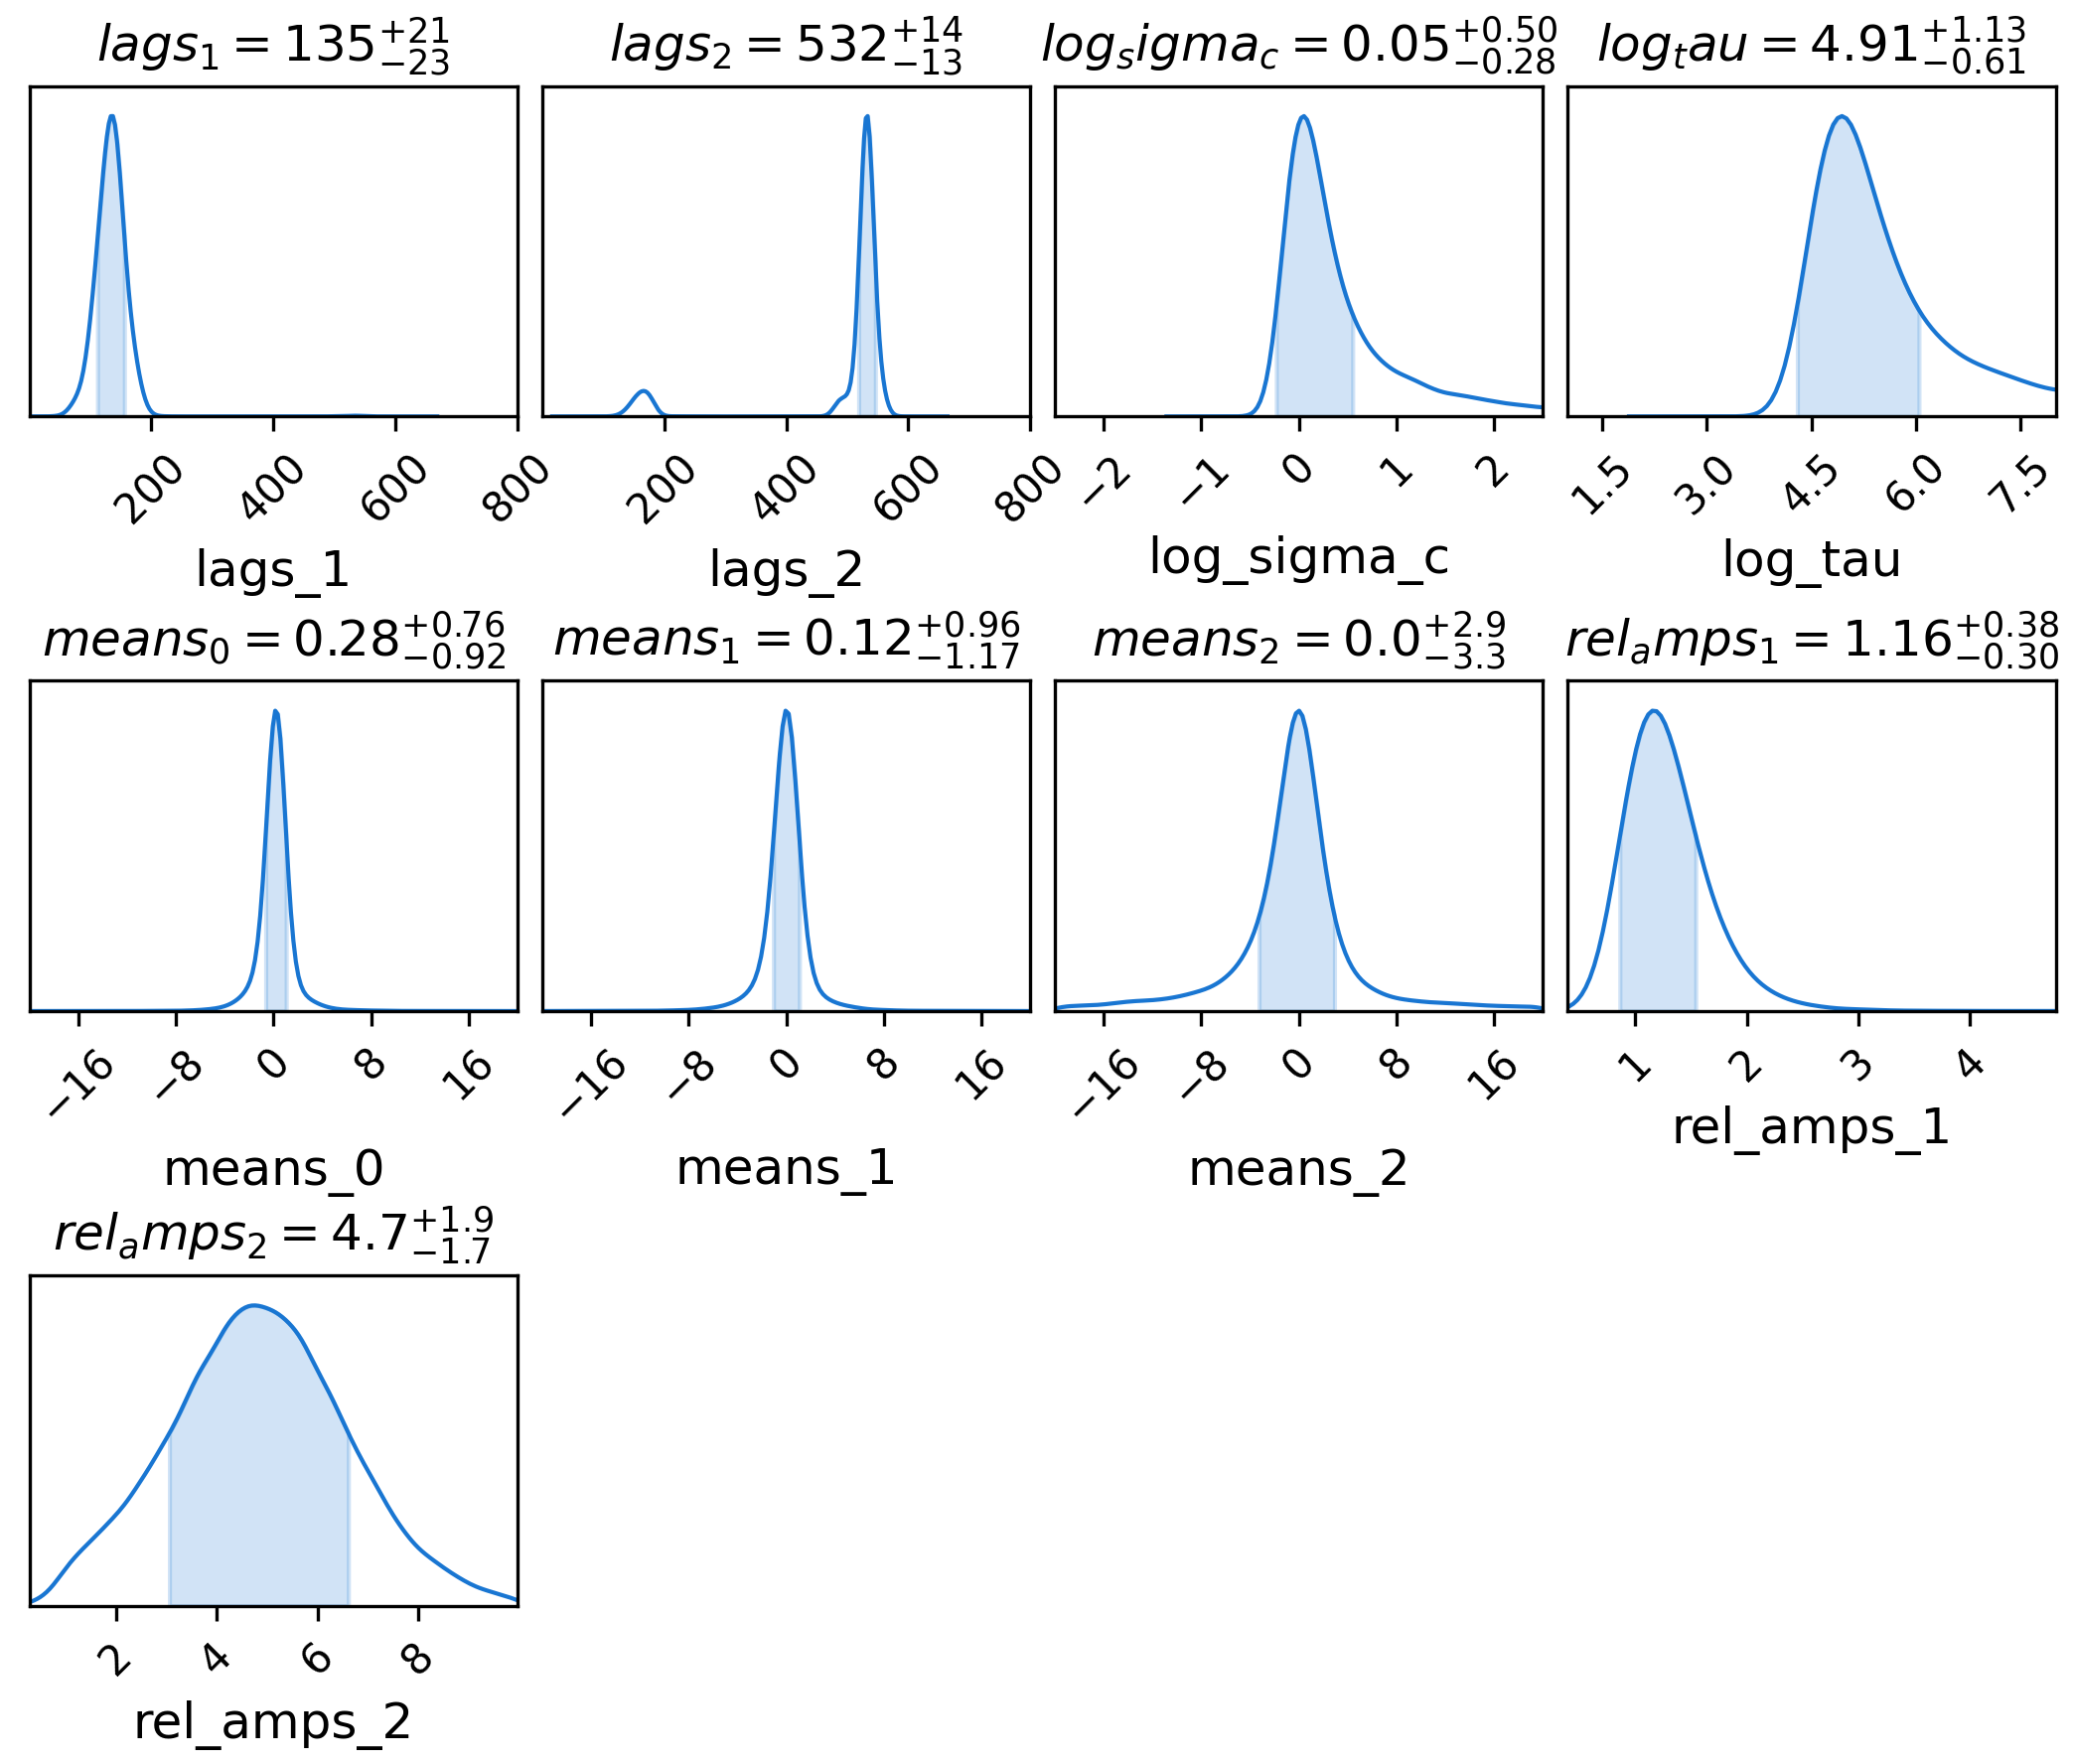 lags₁ = 135⁺²¹₋₂₃
lags₂ = 532⁺¹⁴₋₁₃
logₛigma_c = 0.05⁺⁰·⁵⁰₋₀.₂₈
logₜau = 4.91⁺¹·¹³₋₀.₆₁
200 400 600 800
200 400 600 800
−2 −1 0 1 2
1.5 3.0 4.5 6.0 7.5
lags_1
lags_2
log_sigma_c
log_tau
means₀ = 0.28⁺⁰·⁷⁶₋₀.₉₂
means₁ = 0.12⁺⁰·⁹⁶₋₁.₁₇
means₂ = 0.0⁺²·⁹₋₃.₃
relₐmps₁ = 1.16⁺⁰·³⁸₋₀.₃₀
−16 −8 0 8 16
−16 −8 0 8 16
−16 −8 0 8 16
1 2 3 4
means_0
means_1
means_2
rel_amps_1
relₐmps₂ = 4.7⁺¹·⁹₋₁.₇
2 4 6 8
rel_amps_2